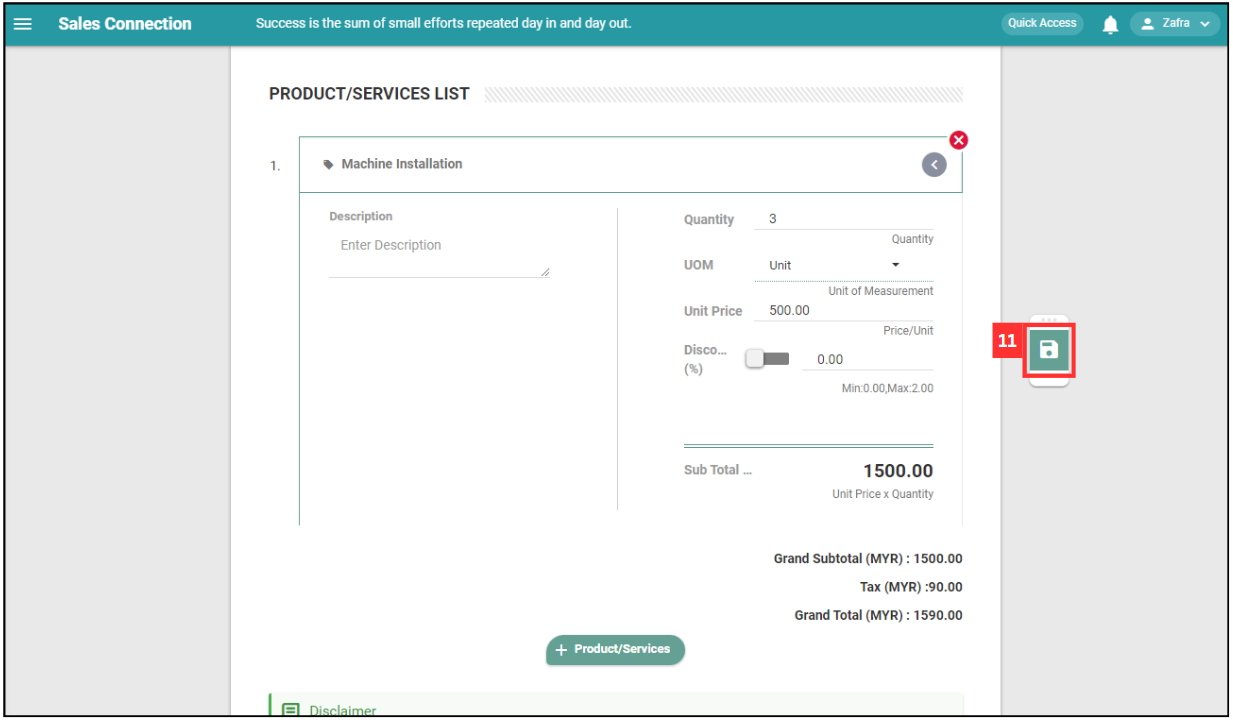 Sales Connection
Success is the sum of small efforts repeated day in and day out.
Quick Access
Zafra
PRODUCT/SERVICES LIST
1.
Machine Installation
Description
Enter Description
Quantity 3
Quantity
UOM Unit
Unit of Measurement
Unit Price 500.00
Price/Unit
Disco...
(%)
0.00
Min:0.00,Max:2.00
Sub Total ... 1500.00
Unit Price x Quantity
11
Grand Subtotal (MYR) : 1500.00
Tax (MYR) :90.00
Grand Total (MYR) : 1590.00
+ Product/Services
Disclaimer